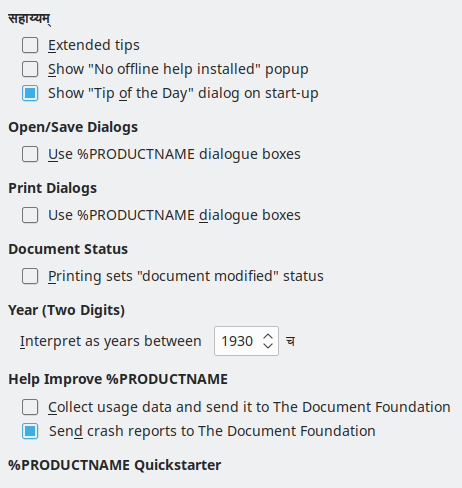 सहाय्यम्
Extended tips
Show "No offline help installed" popup
Show "Tip of the Day" dialog on start-up
Open/Save Dialogs
Use %PRODUCTNAME dialogue boxes
Print Dialogs
Use %PRODUCTNAME dialogue boxes
Document Status
Printing sets "document modified" status
Year (Two Digits)
Interpret as years between 1930 च
Help Improve %PRODUCTNAME
Collect usage data and send it to The Document Foundation
Send crash reports to The Document Foundation
%PRODUCTNAME Quickstarter